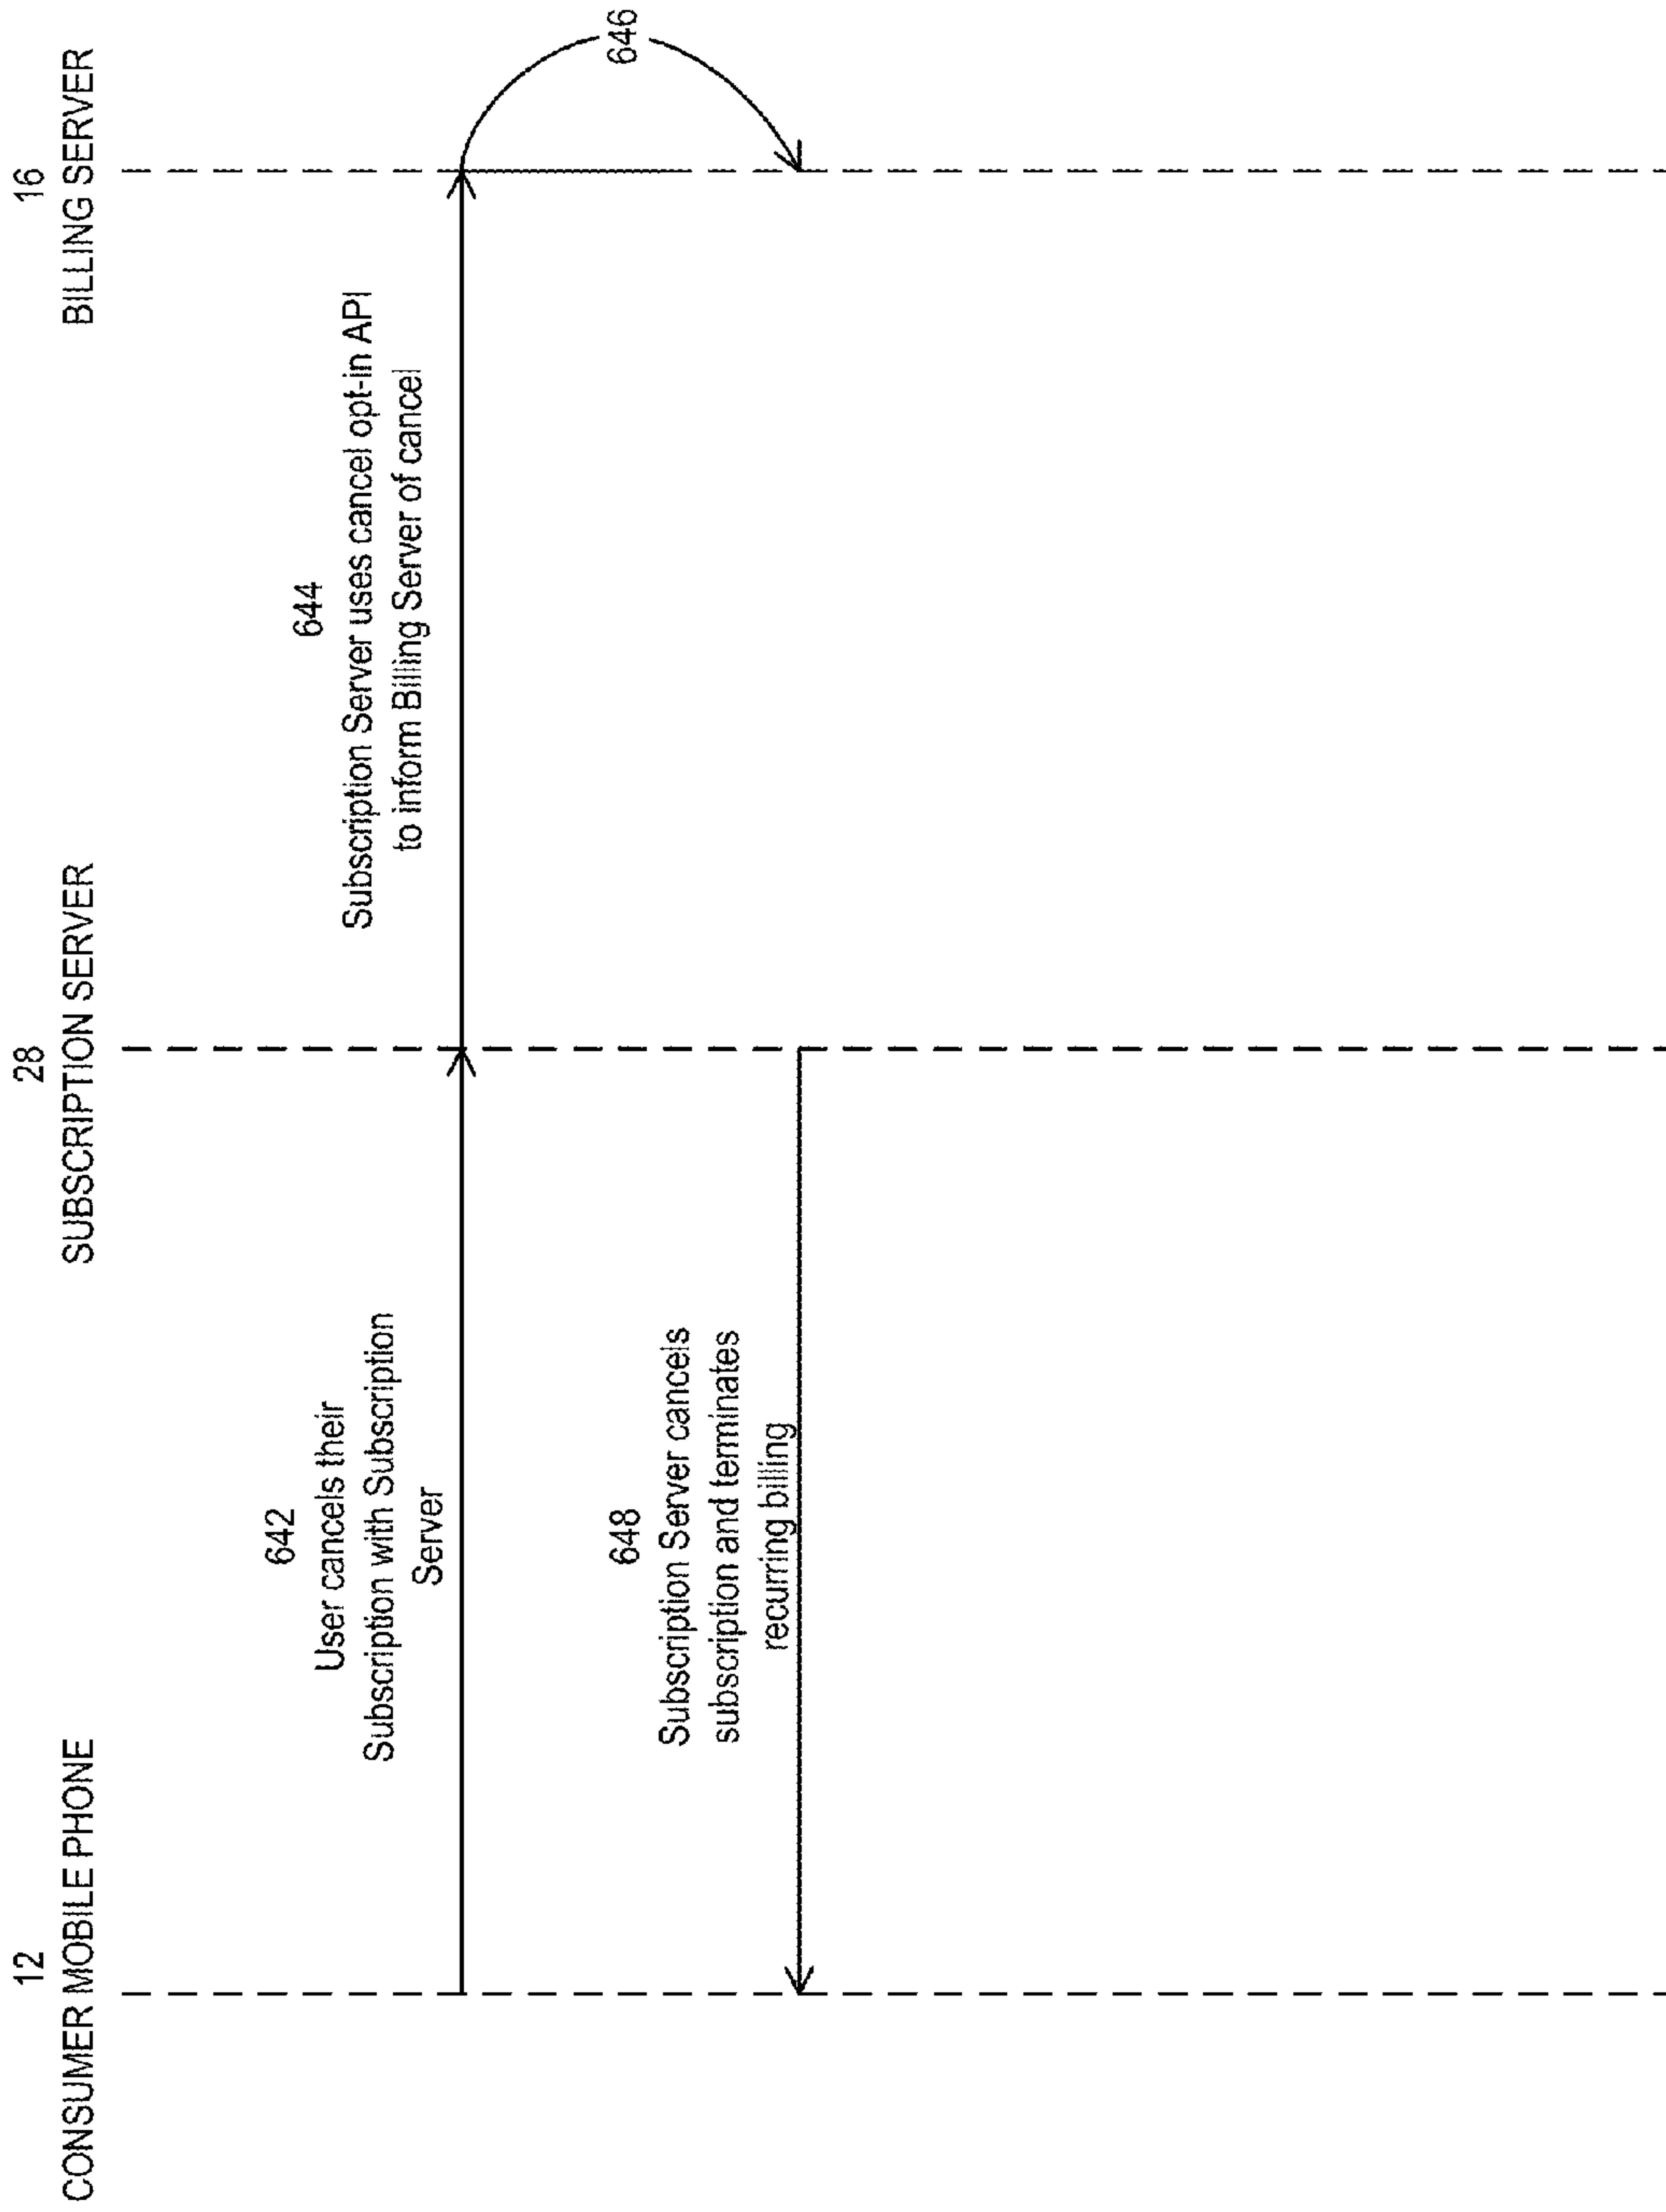 12
CONSUMER MOBILE PHONE
28
SUBSCRIPTION SERVER
16
BILLING SERVER
642
User cancels their
Subscription with Subscription
Server
644
Subscription Server uses cancel opt-in API
to inform Billing Server of cancel
646
648
Subscription Server cancels
subscription and terminates
recurring billing